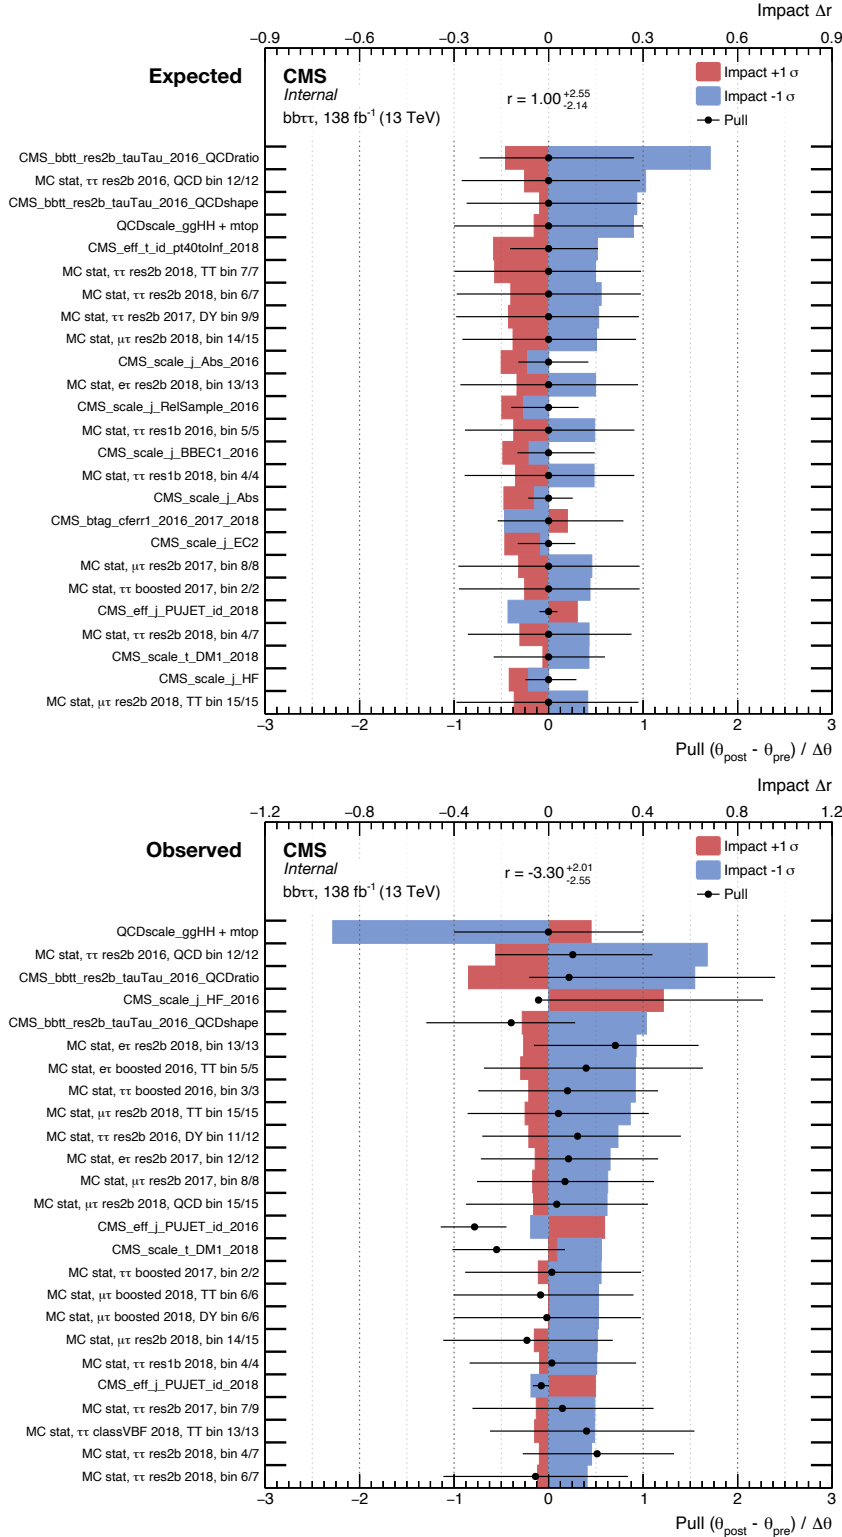 Impact Δr
−0.9 −0.6 −0.3 0 0.3 0.6 0.9
Expected
CMS
Internal
bbττ, 138 fb-1 (13 TeV)
r = 1.00 +2.55 -2.14
Impact +1 σ
Impact -1 σ
Pull
CMS_bbtt_res2b_tauTau_2016_QCDratio
MC stat, ττ res2b 2016, QCD bin 12/12
CMS_bbtt_res2b_tauTau_2016_QCDshape
QCDscale_ggHH + mtop
CMS_eff_t_id_pt40toInf_2018
MC stat, ττ res2b 2018, TT bin 7/7
MC stat, ττ res2b 2018, bin 6/7
MC stat, ττ res2b 2017, DY bin 9/9
MC stat, μτ res2b 2018, bin 14/15
CMS_scale_j_Abs_2016
MC stat, eτ res2b 2018, bin 13/13
CMS_scale_j_RelSample_2016
MC stat, ττ res1b 2016, bin 5/5
CMS_scale_j_BBEC1_2016
MC stat, ττ res1b 2018, bin 4/4
CMS_scale_j_Abs
CMS_btag_cferr1_2016_2017_2018
CMS_scale_j_EC2
MC stat, μτ res2b 2017, bin 8/8
MC stat, ττ boosted 2017, bin 2/2
CMS_eff_j_PUJET_id_2018
MC stat, ττ res2b 2018, bin 4/7
CMS_scale_t_DM1_2018
CMS_scale_j_HF
MC stat, μτ res2b 2018, TT bin 15/15
−3 −2 −1 0 1 2 3
Pull (θpost - θpre) / Δθ
Impact Δr
−1.2 −0.8 −0.4 0 0.4 0.8 1.2
Observed
CMS
Internal
bbττ, 138 fb-1 (13 TeV)
r = -3.30 +2.01 -2.55
Impact +1 σ
Impact -1 σ
Pull
QCDscale_ggHH + mtop
MC stat, ττ res2b 2016, QCD bin 12/12
CMS_bbtt_res2b_tauTau_2016_QCDratio
CMS_scale_j_HF_2016
CMS_bbtt_res2b_tauTau_2016_QCDshape
MC stat, eτ res2b 2018, bin 13/13
MC stat, eτ boosted 2016, TT bin 5/5
MC stat, ττ boosted 2016, bin 3/3
MC stat, μτ res2b 2018, TT bin 15/15
MC stat, ττ res2b 2016, DY bin 11/12
MC stat, eτ res2b 2017, bin 12/12
MC stat, μτ res2b 2017, bin 8/8
MC stat, μτ res2b 2018, QCD bin 15/15
CMS_eff_j_PUJET_id_2016
CMS_scale_t_DM1_2018
MC stat, ττ boosted 2017, bin 2/2
MC stat, μτ boosted 2018, TT bin 6/6
MC stat, μτ boosted 2018, DY bin 6/6
MC stat, μτ res2b 2018, bin 14/15
MC stat, ττ res1b 2018, bin 4/4
CMS_eff_j_PUJET_id_2018
MC stat, ττ res2b 2017, bin 7/9
MC stat, ττ classVBF 2018, TT bin 13/13
MC stat, ττ res2b 2018, bin 4/7
MC stat, ττ res2b 2018, bin 6/7
−3 −2 −1 0 1 2 3
Pull (θpost - θpre) / Δθ